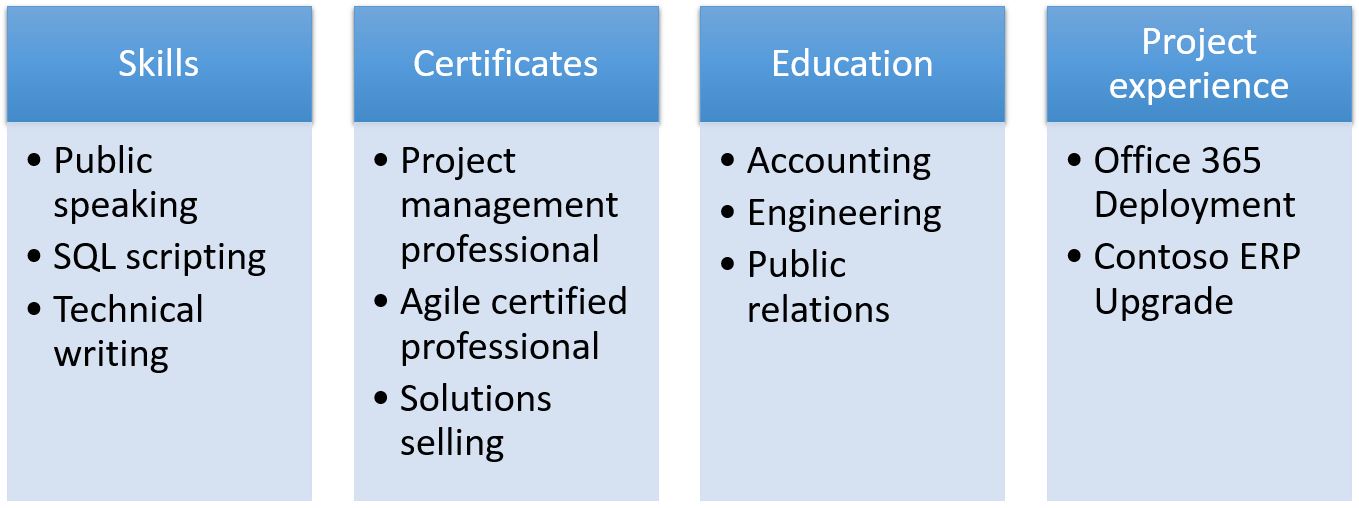 Skills
• Public
speaking
• SQL scripting
• Technical
writing
Certificates
• Project
management
professional
• Agile certified
professional
• Solutions
selling
Education
• Accounting
• Engineering
• Public
relations
Project
experience
• Office 365
Deployment
• Contoso ERP
Upgrade